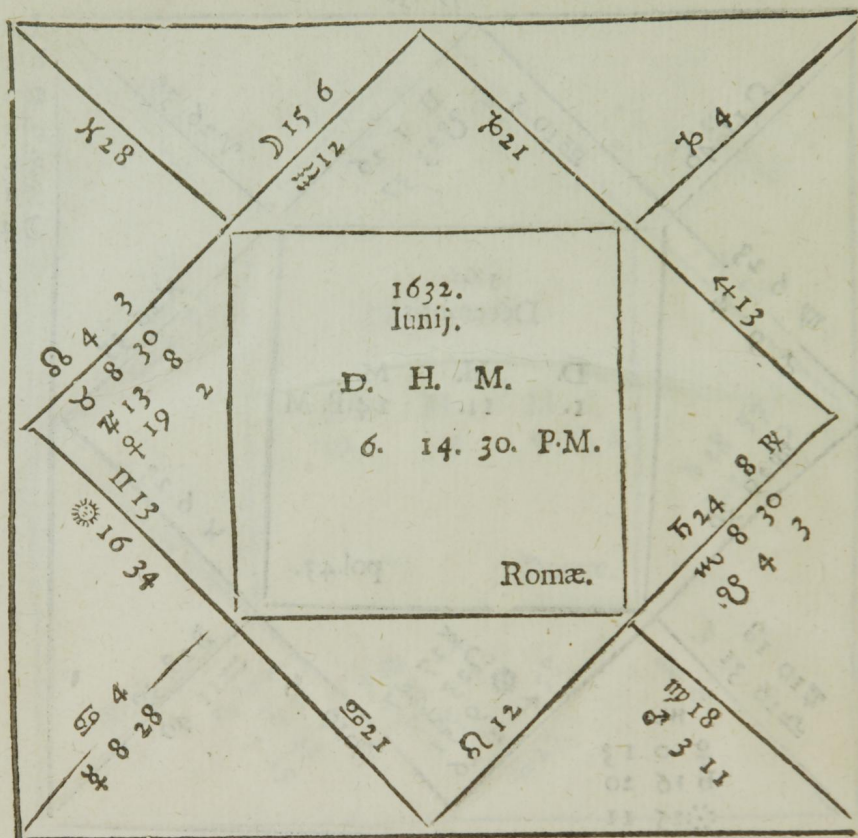 ♓28
☽ 15 6
♒12
♑21
♑ 4
☊ 4 3
♉ 8 30
♃ 13 8
♀ 19 2
♊13
☉ 16 34
1632.
Iunij.
D. H. M.
6. 14. 30. P.M.
Romæ.
♐13
♄24 8 ℞
♏ 8 30
☋ 4 3
♋ 4
☿ 8 28
♋21
♌12
♍18
♂ 3 11